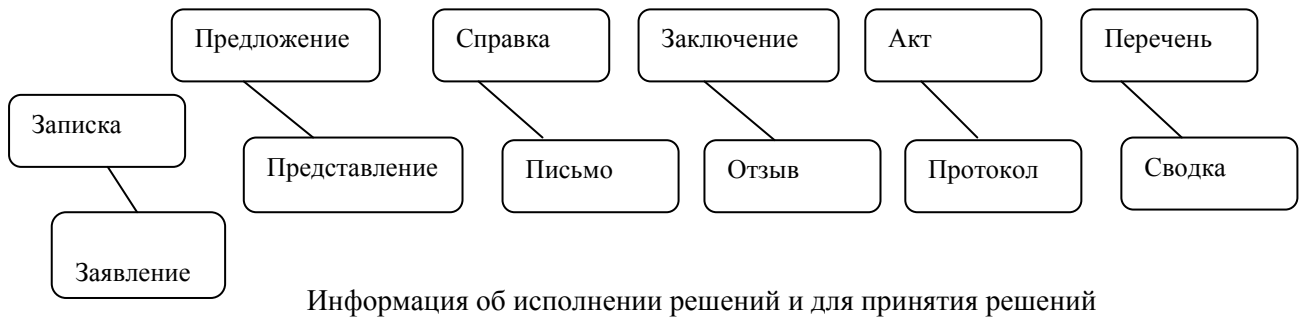 Предложение
Справка
Заключение
Акт
Перечень
Записка
Представление
Письмо
Отзыв
Протокол
Сводка
Заявление
Информация об исполнении решений и для принятия решений